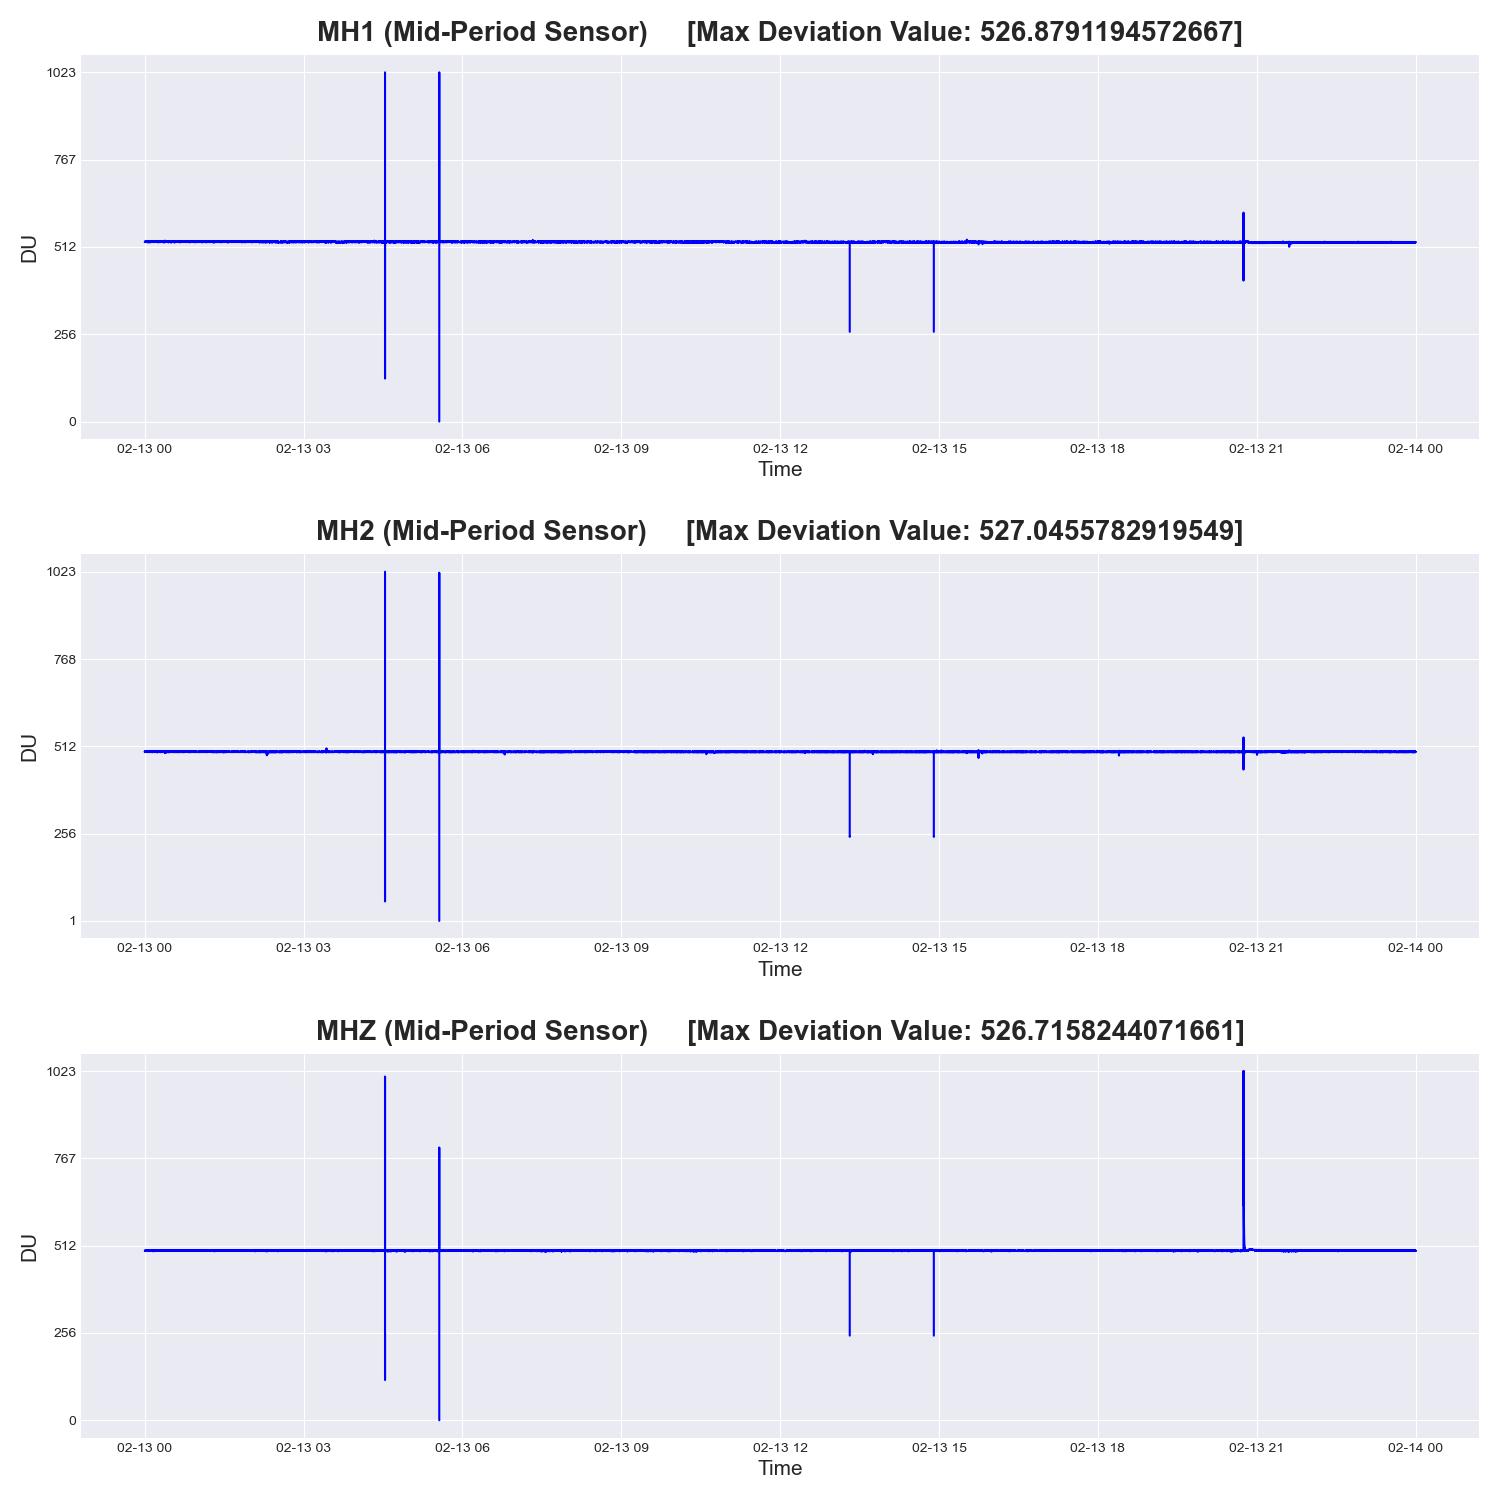 MH1 (Mid-Period Sensor) [Max Deviation Value: 526.8791194572667]
1023
767
512
256
0
DU
02-13 00 02-13 03 02-13 06 02-13 09 02-13 12 02-13 15 02-13 18 02-13 21 02-14 00
Time
MH2 (Mid-Period Sensor) [Max Deviation Value: 527.0455782919549]
1023
768
512
256
1
DU
02-13 00 02-13 03 02-13 06 02-13 09 02-13 12 02-13 15 02-13 18 02-13 21 02-14 00
Time
MHZ (Mid-Period Sensor) [Max Deviation Value: 526.7158244071661]
1023
767
512
256
0
DU
02-13 00 02-13 03 02-13 06 02-13 09 02-13 12 02-13 15 02-13 18 02-13 21 02-14 00
Time